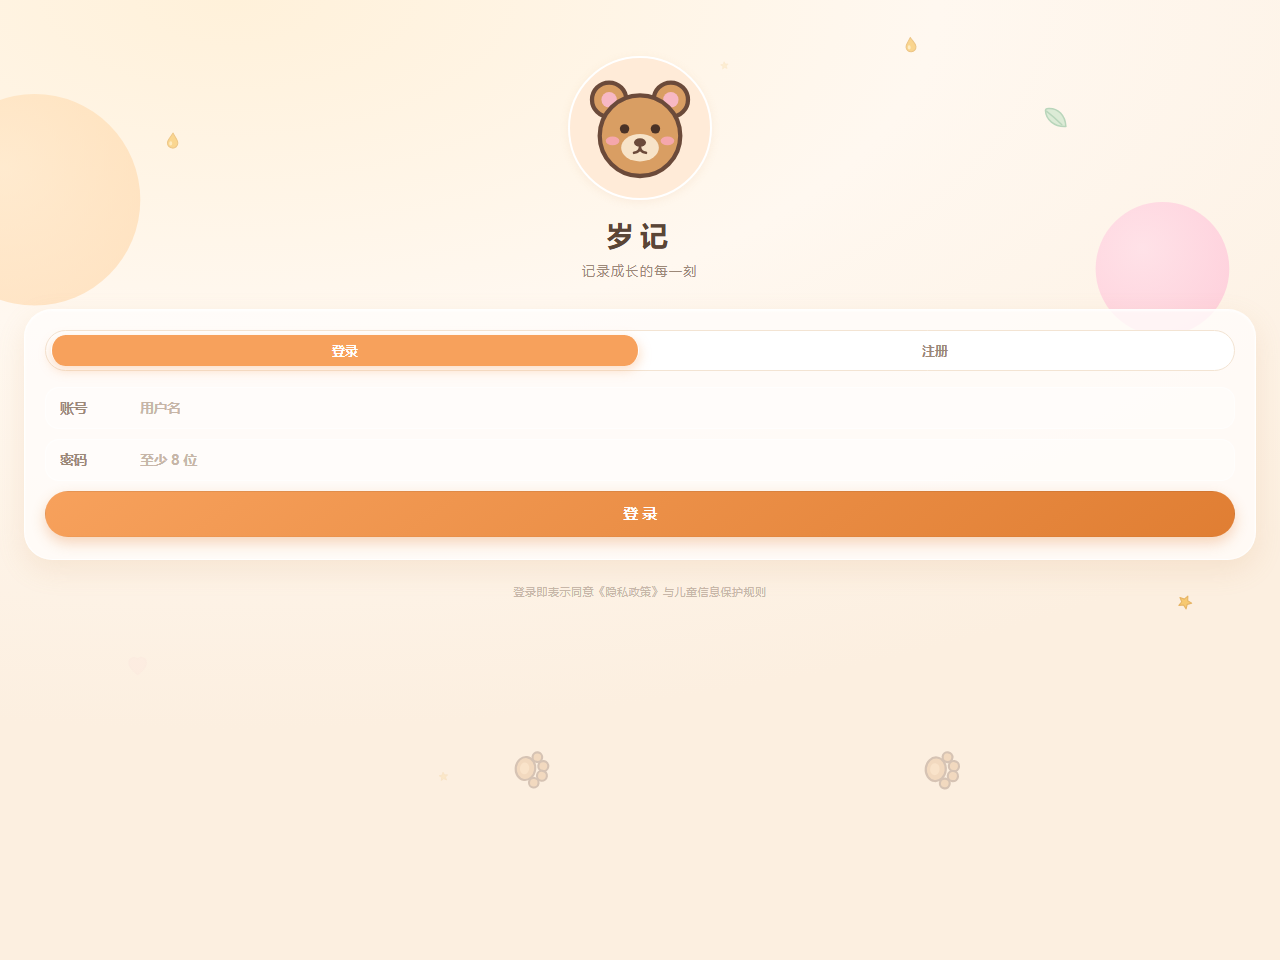 岁记
记录成长的每一刻
登录
注册
账号
用户名
密码
至少 8 位
登 录
登录即表示同意《隐私政策》与儿童信息保护规则